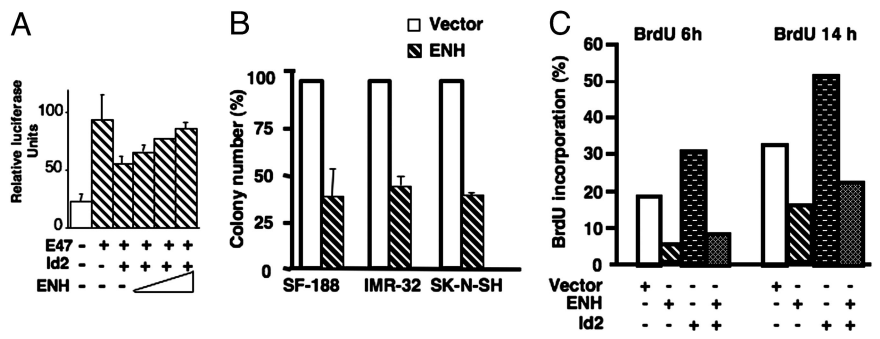 A
Relative luciferase
Units
100
50
0
E47 - + + + + +
Id2 - - + + + +
ENH - - -
B
Vector
ENH
Colony number (%)
100
75
50
25
0
SF-188 IMR-32 SK-N-SH
C
BrdU 6h BrdU 14 h
BrdU incorporation (%)
60
50
40
30
20
10
0
Vector + - - - + - - -
ENH - + - + - + - +
Id2 - - + + - - + +